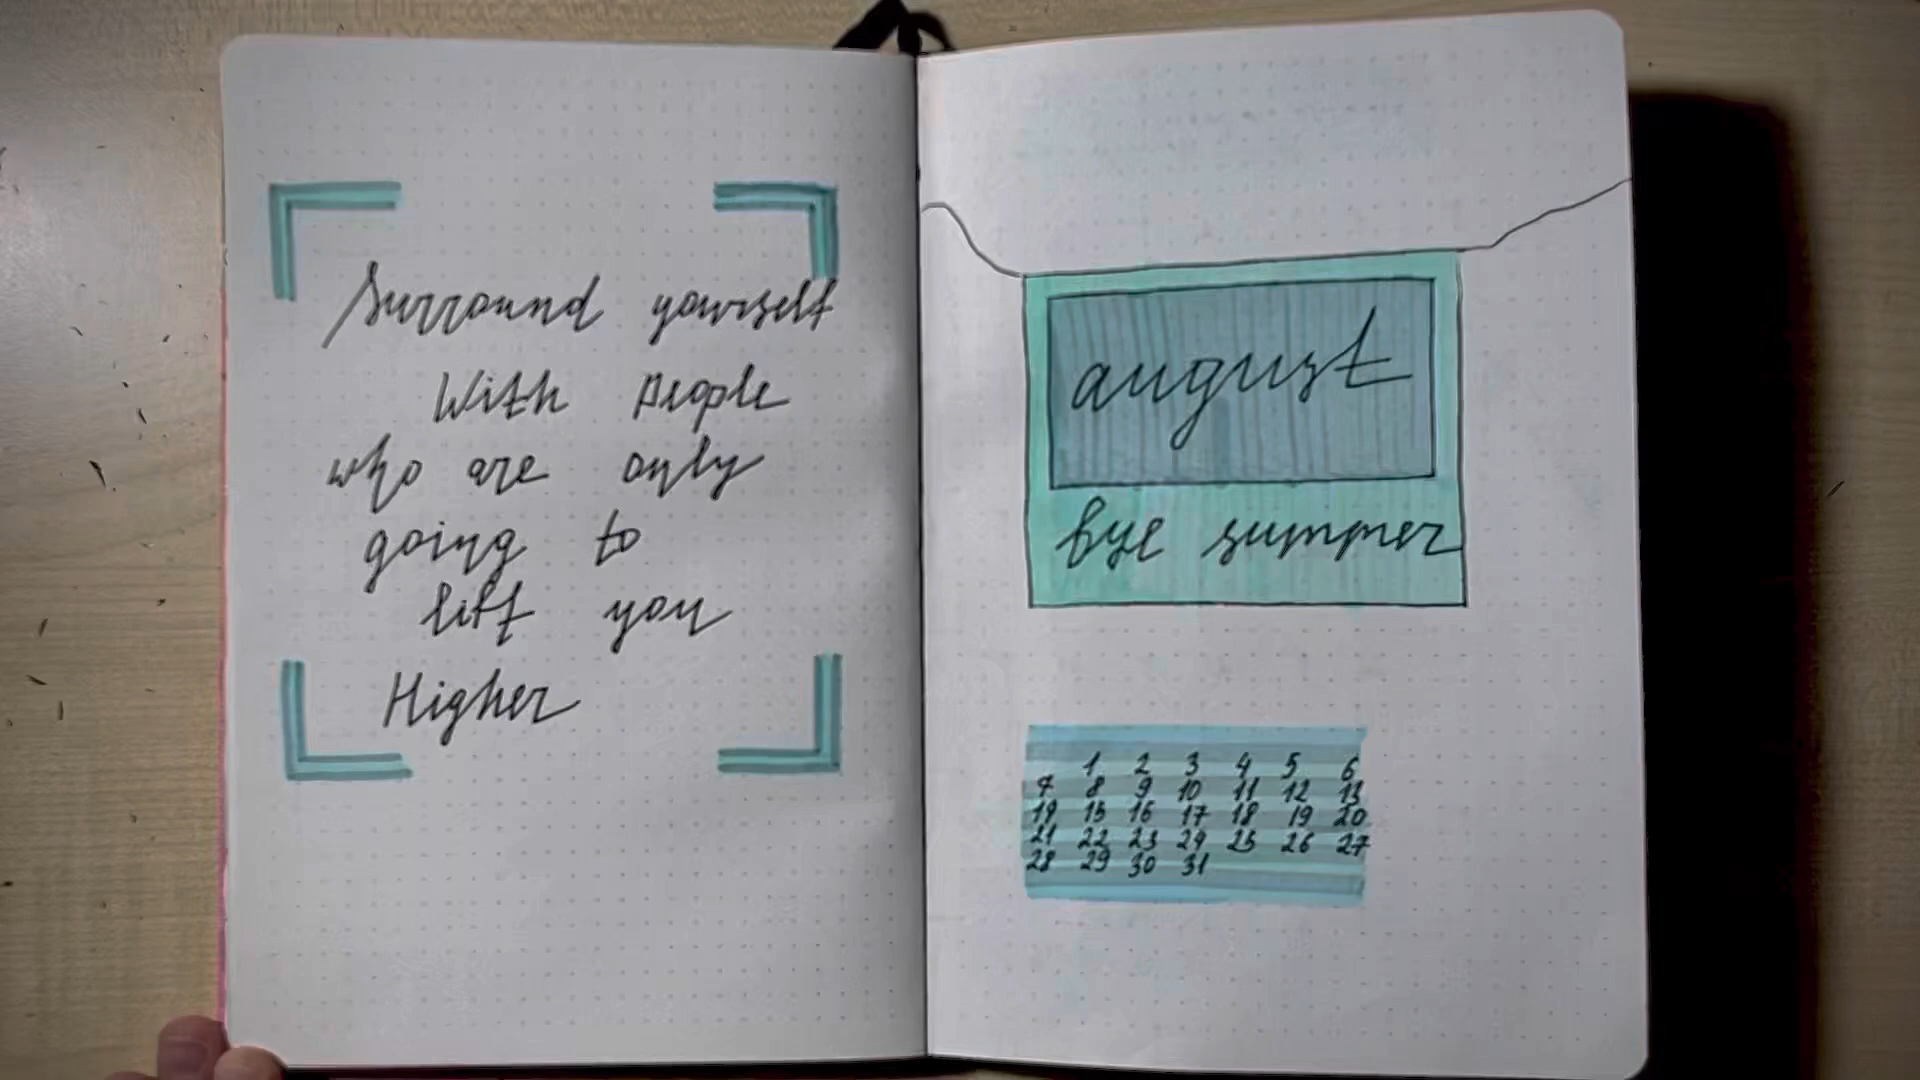 Surround yourself
With people
who are only
going to
lift you
Higher
august
bye summer
1 2 3 4 5 6
7 8 9 10 11 12 13
14 15 16 17 18 19 20
21 22 23 24 25 26 27
28 29 30 31